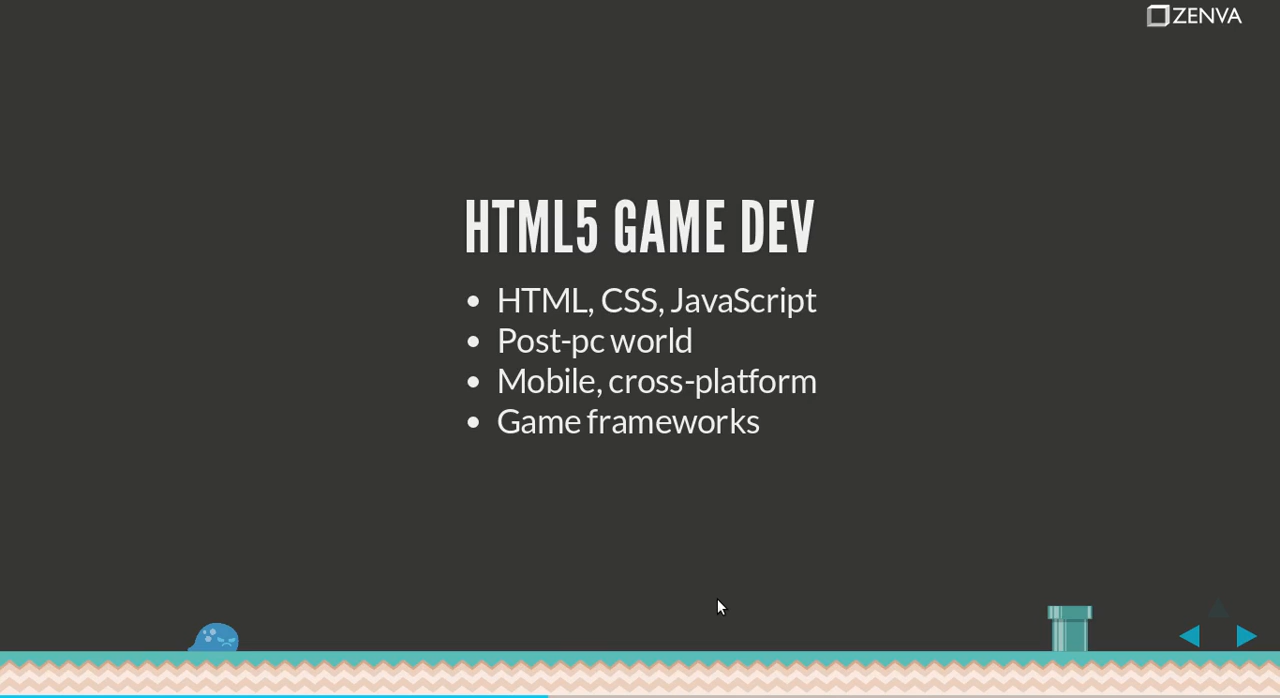 ZENVA
HTML5 GAME DEV
• HTML, CSS, JavaScript
• Post-pc world
• Mobile, cross-platform
• Game frameworks